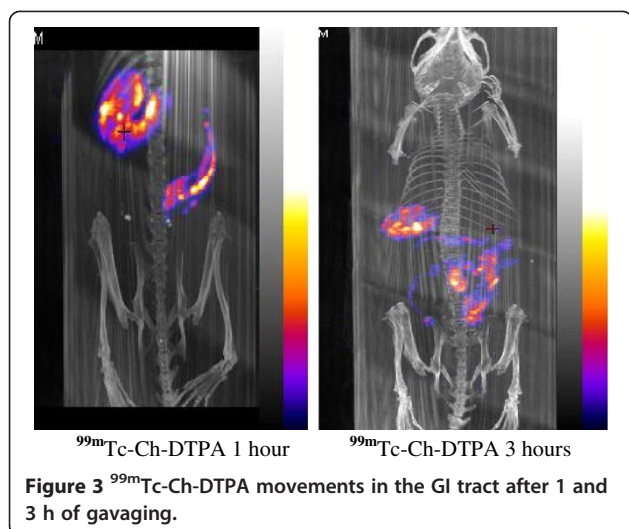 M
M
99mTc-Ch-DTPA 1 hour
99mTc-Ch-DTPA 3 hours
Figure 3 99mTc-Ch-DTPA movements in the GI tract after 1 and
3 h of gavaging.